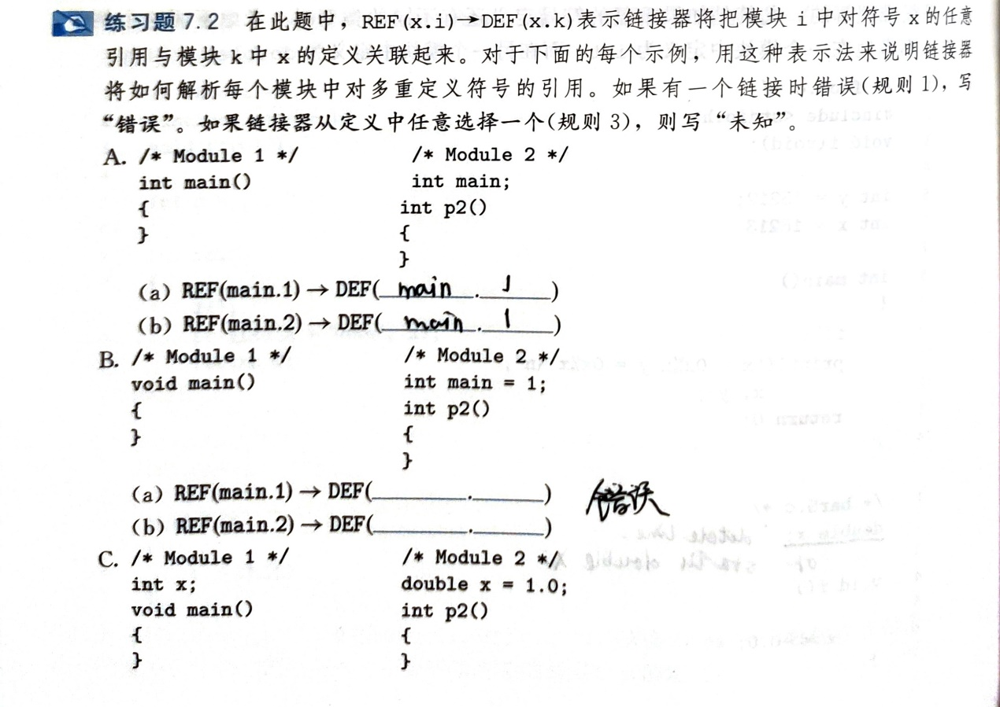 练习题 7.2 在此题中，REF(x.i)→DEF(x.k)表示链接器将把模块 i 中对符号 x 的任意
引用与模块 k 中 x 的定义关联起来。对于下面的每个示例，用这种表示法来说明链接器
将如何解析每个模块中对多重定义符号的引用。如果有一个链接时错误(规则 1)，写
“错误”。如果链接器从定义中任意选择一个(规则 3)，则写“未知”。
A. /* Module 1 */ /* Module 2 */
int main() int main;
{ int p2()
} {
}
(a) REF(main.1) → DEF( main . 1 )
(b) REF(main.2) → DEF( main . 1 )
B. /* Module 1 */ /* Module 2 */
void main() int main = 1;
{ int p2()
} {
}
(a) REF(main.1) → DEF(______.______) 错误
(b) REF(main.2) → DEF(______.______)
C. /* Module 1 */ /* Module 2 */
int x; double x = 1.0;
void main() int p2()
{ {
} }